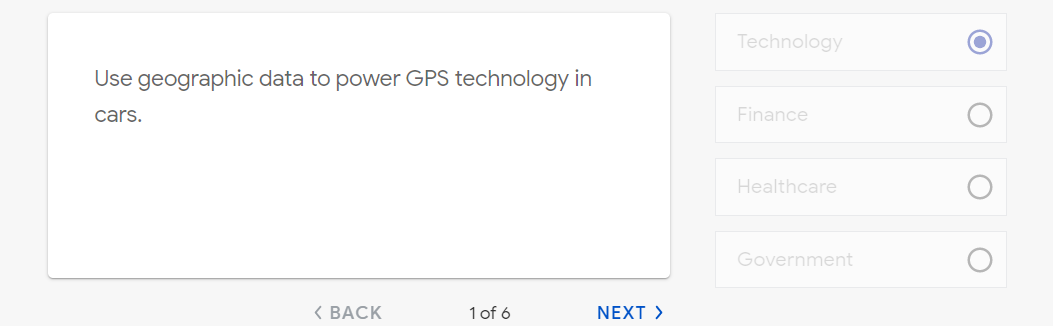 Use geographic data to power GPS technology in
cars.
Technology
Finance
Healthcare
Government
BACK
1 of 6
NEXT